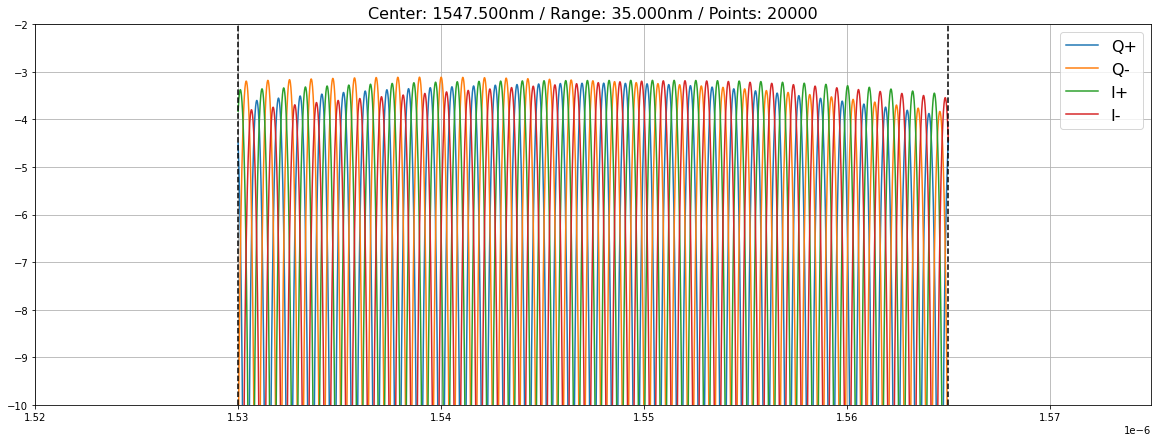 Center: 1547.500nm / Range: 35.000nm / Points: 20000
−2
−3
−4
−5
−6
−7
−8
−9
−10
Q+
Q-
I+
I-
1.52 1.53 1.54 1.55 1.56 1.57
1e−6